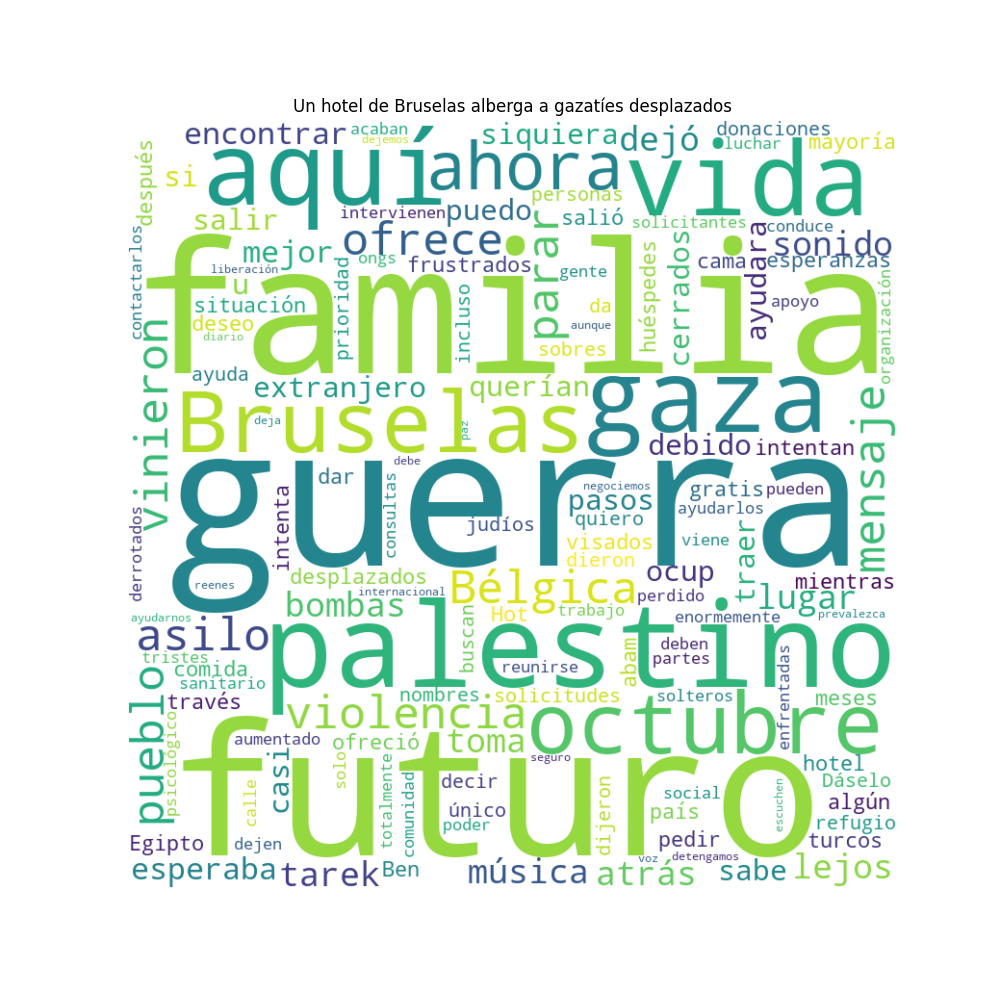 Un hotel de Bruselas alberga a gazatíes desplazados
encontrar acaban dejemos siquiera dejó donaciones luchar mayoría
aquí ahora vida
después si salir intervienen puedo personas salió solicitantes conduce
mejor ofrece parar sonido
contactarlos liberación ongs frustrados gente cama esperanzas
familia
u situación deseo diario prioridad incluso da aunque huéspedes cerrados ayudara apoyo organización
ayuda sobres
vinieron extranjero querían gaza
Bruselas deja paz debido intentan mensaje
guerra
debe dar consultas negociemos pasos gratis pueden
derrotados intenta judíos quiero ayudarlos
visados viene traer
reenes desplazados internacional dieron ocup mientras
bombas Bélgica Hot trabajo perdido lugar
ayudarnos enormemente prevalezca
asilo palestino
tristes comida sanitario buscan reunirse abam deben partes
pueblo través nombres solicitudes solteros enfrentadas meses
psicológico violencia octubre
aumentado ofreció toma
casi solo seguro hotel
futuro
calle totalmente comunidad decir único poder dijeron social país escuchen Dáselo algún refugio
Egipto dejen voz detengamos pedir turcos
esperaba tarek Ben música atrás sabe lejos